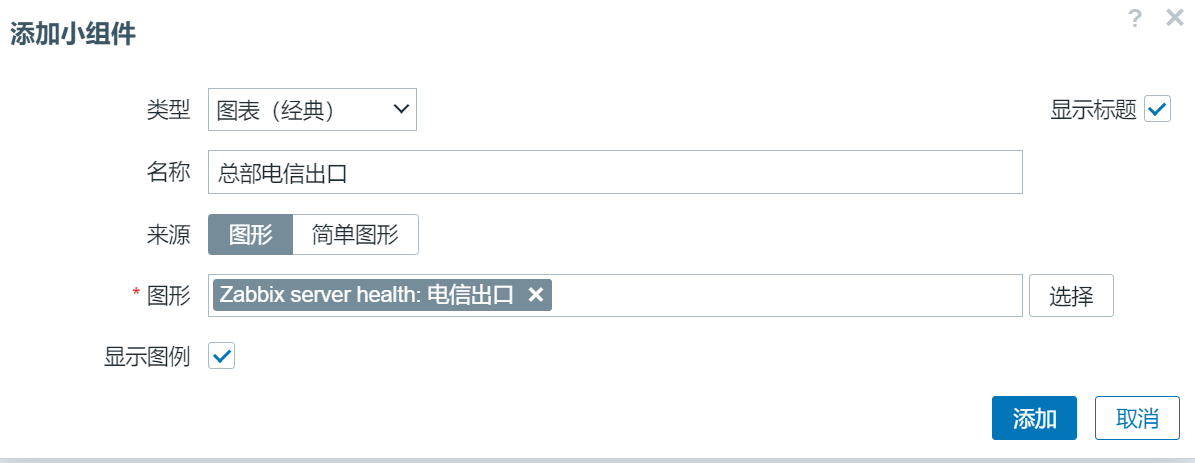 添加小组件
?
类型 图表（经典） 显示标题
名称 总部电信出口
来源 图形 简单图形
* 图形 Zabbix server health: 电信出口 × 选择
显示图例
添加 取消